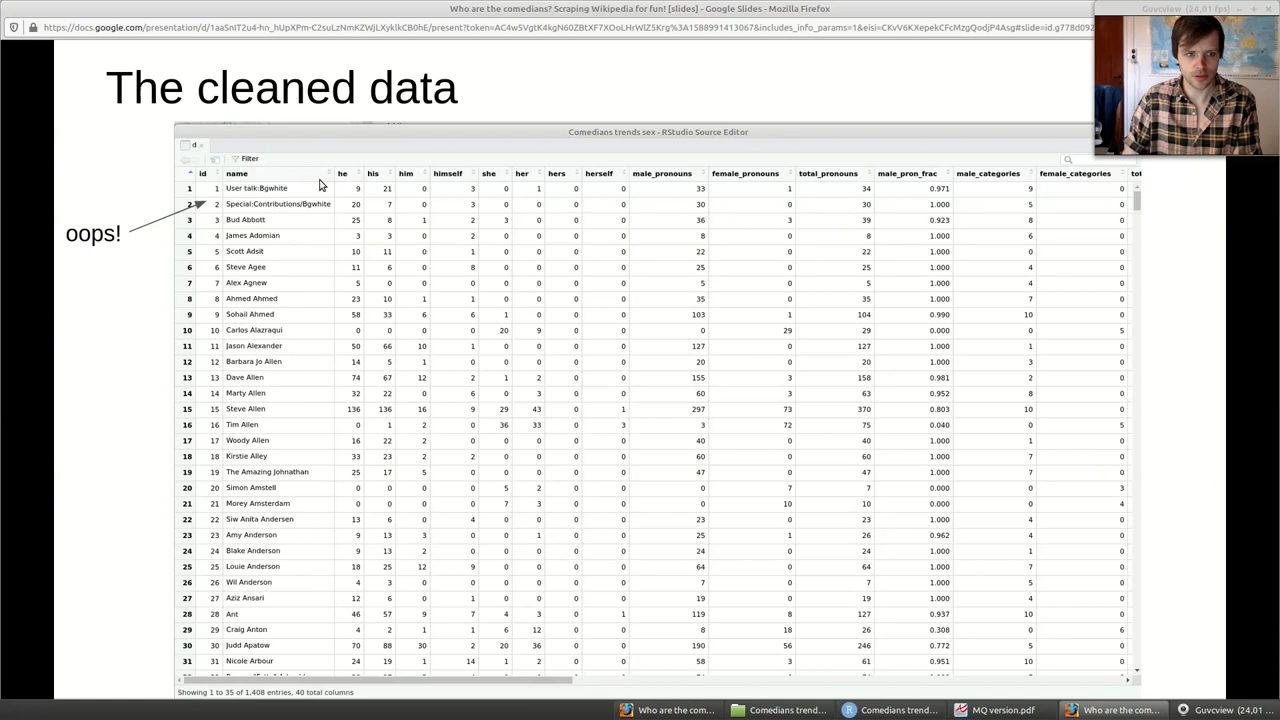 Who are the comedians? Scraping Wikipedia for fun! [slides] - Google Slides - Mozilla Firefox
Guvcview (24,01 fps)
The cleaned data
oops!
Comedians trends sex - RStudio Source Editor
d
Filter
id name he his him himself she her hers herself male_pronouns female_pronouns total_pronouns male_pron_frac male_categories female_categories tot
1 1 User talk:Bgwhite 9 21 0 3 0 1 0 0 33 1 34 0.971 9 0
2 2 Special:Contributions/Bgwhite 20 7 0 3 0 0 0 0 30 0 30 1.000 5 0
3 3 Bud Abbott 25 8 1 2 3 0 0 0 36 3 39 0.923 8 0
4 4 James Adomian 3 3 0 2 0 0 0 0 8 0 8 1.000 6 0
5 5 Scott Adsit 10 11 0 1 0 0 0 0 22 0 22 1.000 5 0
6 6 Steve Agee 11 6 0 8 0 0 0 0 25 0 25 1.000 4 0
7 7 Alex Agnew 5 0 0 0 0 0 0 0 5 0 5 1.000 4 0
8 8 Ahmed Ahmed 23 10 1 1 0 0 0 0 35 0 35 1.000 7 0
9 9 Sohail Ahmed 58 33 6 6 1 0 0 0 103 1 104 0.990 10 0
10 10 Carlos Alazraqui 0 0 0 0 20 9 0 0 0 29 29 0.000 0 5
11 11 Jason Alexander 50 66 10 1 0 0 0 0 127 0 127 1.000 1 0
12 12 Barbara Jo Allen 14 5 1 0 0 0 0 0 20 0 20 1.000 3 0
13 13 Dave Allen 74 67 12 2 1 2 0 0 155 3 158 0.981 2 0
14 14 Marty Allen 32 22 0 6 0 3 0 0 60 3 63 0.952 8 0
15 15 Steve Allen 136 136 16 9 29 43 0 1 297 73 370 0.803 10 0
16 16 Tim Allen 0 1 2 0 36 33 0 3 3 72 75 0.040 0 5
17 17 Woody Allen 16 22 2 0 0 0 0 0 40 0 40 1.000 1 0
18 18 Kirstie Alley 33 23 2 2 0 0 0 0 60 0 60 1.000 7 0
19 19 The Amazing Johnathan 25 17 5 0 0 0 0 0 47 0 47 1.000 7 0
20 20 Simon Amstell 0 0 0 0 5 2 0 0 0 7 7 0.000 0 3
21 21 Morey Amsterdam 0 0 0 0 7 3 0 0 0 10 10 0.000 0 4
22 22 Siw Anita Andersen 13 6 0 4 0 0 0 0 23 0 23 1.000 4 0
23 23 Amy Anderson 9 13 3 0 0 1 0 0 25 1 26 0.962 4 0
24 24 Blake Anderson 9 13 2 0 0 0 0 0 24 0 24 1.000 1 0
25 25 Louie Anderson 18 25 12 9 0 0 0 0 64 0 64 1.000 7 0
26 26 Wil Anderson 4 3 0 0 0 0 0 0 7 0 7 1.000 5 0
27 27 Aziz Ansari 12 6 0 1 0 0 0 0 19 0 19 1.000 4 0
28 28 Ant 46 57 9 7 4 3 0 1 119 8 127 0.937 10 0
29 29 Craig Anton 4 2 1 1 6 12 0 0 8 18 26 0.308 0 6
30 30 Judd Apatow 70 88 30 2 20 36 0 0 190 56 246 0.772 5 0
31 31 Nicole Arbour 24 19 1 14 1 2 0 0 58 3 61 0.951 10 0
Showing 1 to 35 of 1,408 entries, 40 total columns
Who are the com... Comedians trend... Comedians trend... MQ version.pdf Who are the com... Guvcview (24,01 ...